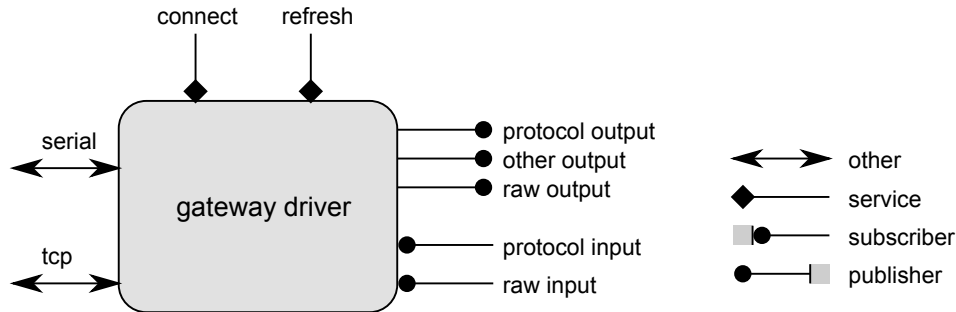 connect refresh
serial
protocol output
other output
raw output
gateway driver
tcp
protocol input
raw input
other
service
subscriber
publisher